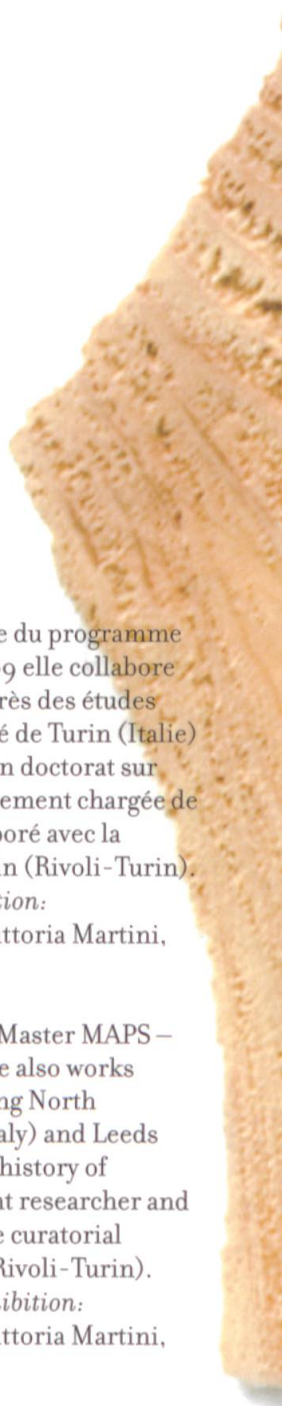 e du programme
09 elle collabore
rès des études
é de Turin (Italie)
n doctorat sur
ement chargée de
boré avec la
n (Rivoli-Turin).
tion:
ttoria Martini,
Master MAPS –
e also works
ng North
aly) and Leeds
history of
nt researcher and
e curatorial
Rivoli-Turin).
ibition:
ttoria Martini,